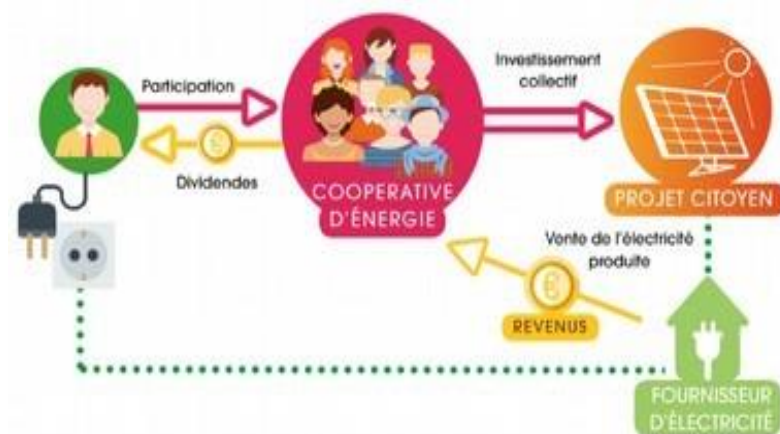 Participation
Dividendes
COOPERATIVE
D'ÉNERGIE
Investissement
collectif
PROJET CITOYEN
Vente de l'électricité
produite
REVENUS
FOURNISSEUR
D'ÉLECTRICITÉ